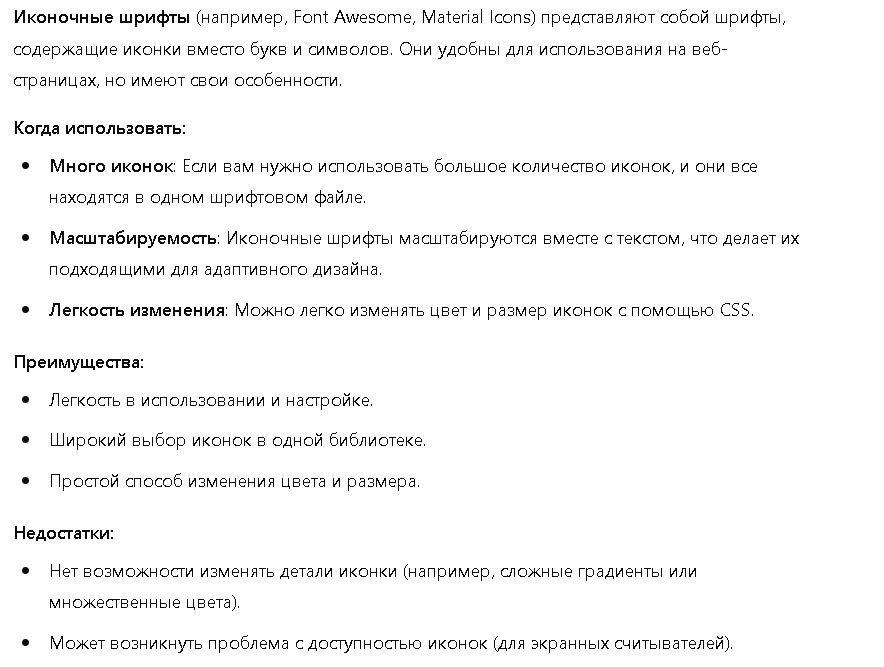 Иконочные шрифты (например, Font Awesome, Material Icons) представляют собой шрифты,
содержащие иконки вместо букв и символов. Они удобны для использования на веб-
страницах, но имеют свои особенности.
Когда использовать:
• Много иконок: Если вам нужно использовать большое количество иконок, и они все
находятся в одном шрифтовом файле.
• Масштабируемость: Иконочные шрифты масштабируются вместе с текстом, что делает их
подходящими для адаптивного дизайна.
• Легкость изменения: Можно легко изменять цвет и размер иконок с помощью CSS.
Преимущества:
• Легкость в использовании и настройке.
• Широкий выбор иконок в одной библиотеке.
• Простой способ изменения цвета и размера.
Недостатки:
• Нет возможности изменять детали иконки (например, сложные градиенты или
множественные цвета).
• Может возникнуть проблема с доступностью иконок (для экранных считывателей).